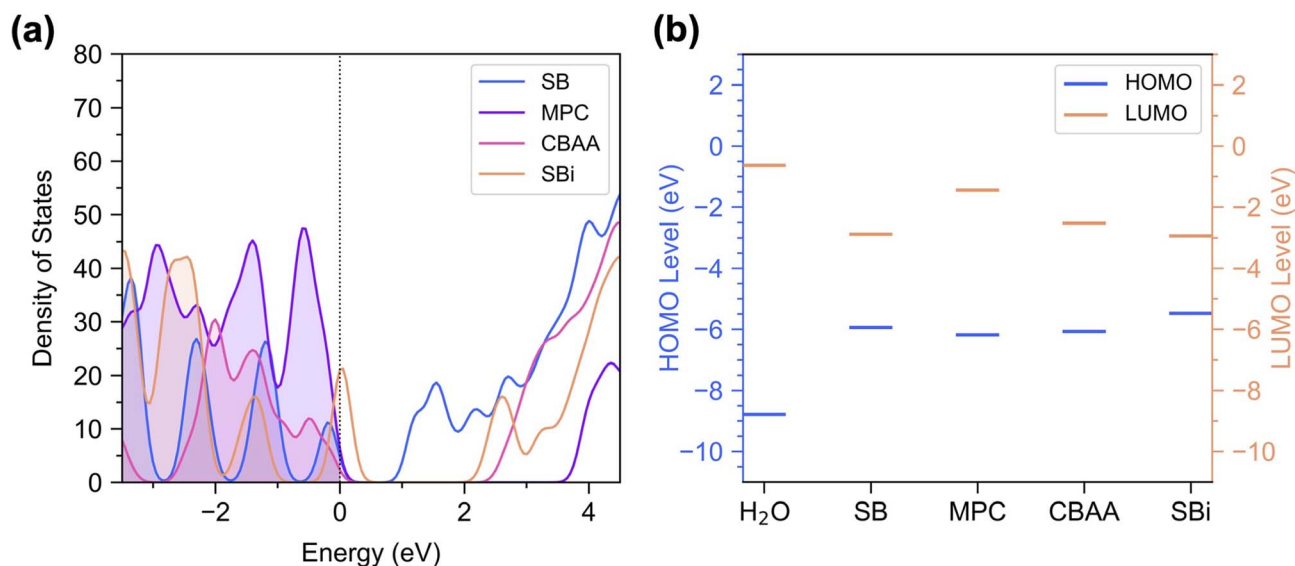 (a)
80
70
60
50
40
30
20
10
0
Density of States
−2
0
2
4
Energy (eV)
SB
MPC
CBAA
SBi
(b)
2
0
−2
−4
−6
−8
−10
HOMO Level (eV)
HOMO
LUMO
2
0
−2
−4
−6
−8
−10
LUMO Level (eV)
H₂O
SB
MPC
CBAA
SBi